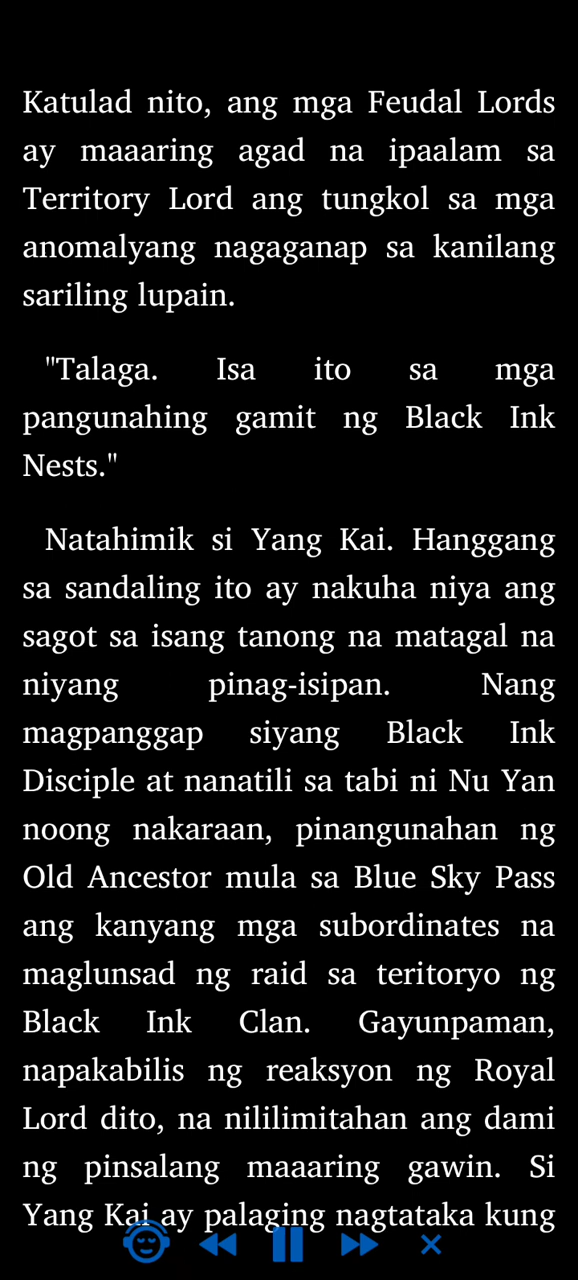 Katulad nito, ang mga Feudal Lords
ay maaaring agad na ipaalam sa
Territory Lord ang tungkol sa mga
anomalyang nagaganap sa kanilang
sariling lupain.
"Talaga. Isa ito sa mga
pangunahing gamit ng Black Ink
Nests."
Natahimik si Yang Kai. Hanggang
sa sandaling ito ay nakuha niya ang
sagot sa isang tanong na matagal na
niyang pinag-isipan. Nang
magpanggap siyang Black Ink
Disciple at nanatili sa tabi ni Nu Yan
noong nakaraan, pinangunahan ng
Old Ancestor mula sa Blue Sky Pass
ang kanyang mga subordinates na
maglunsad ng raid sa teritoryo ng
Black Ink Clan. Gayunpaman,
napakabilis ng reaksyon ng Royal
Lord dito, na nililimitahan ang dami
ng pinsalang maaaring gawin. Si
Yang Kai ay palaging nagtataka kung